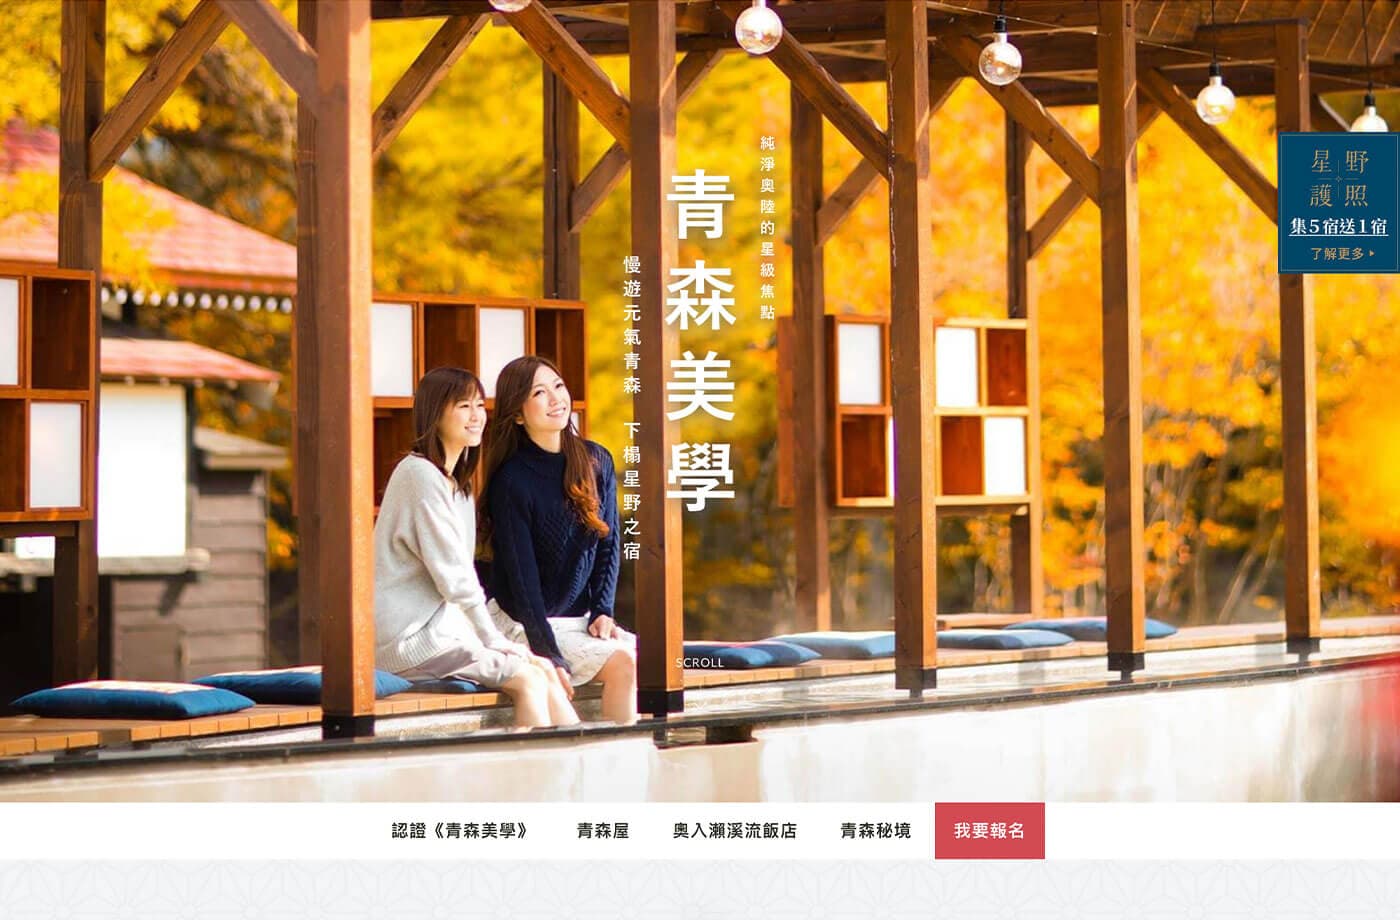 純淨奧陸的星級焦點
青森美學
慢遊元氣青森 下榻星野之宿
SCROLL
星野
護照
集5宿送1宿
了解更多
認證《青森美學》
青森屋
奧入瀨溪流飯店
青森秘境
我要報名